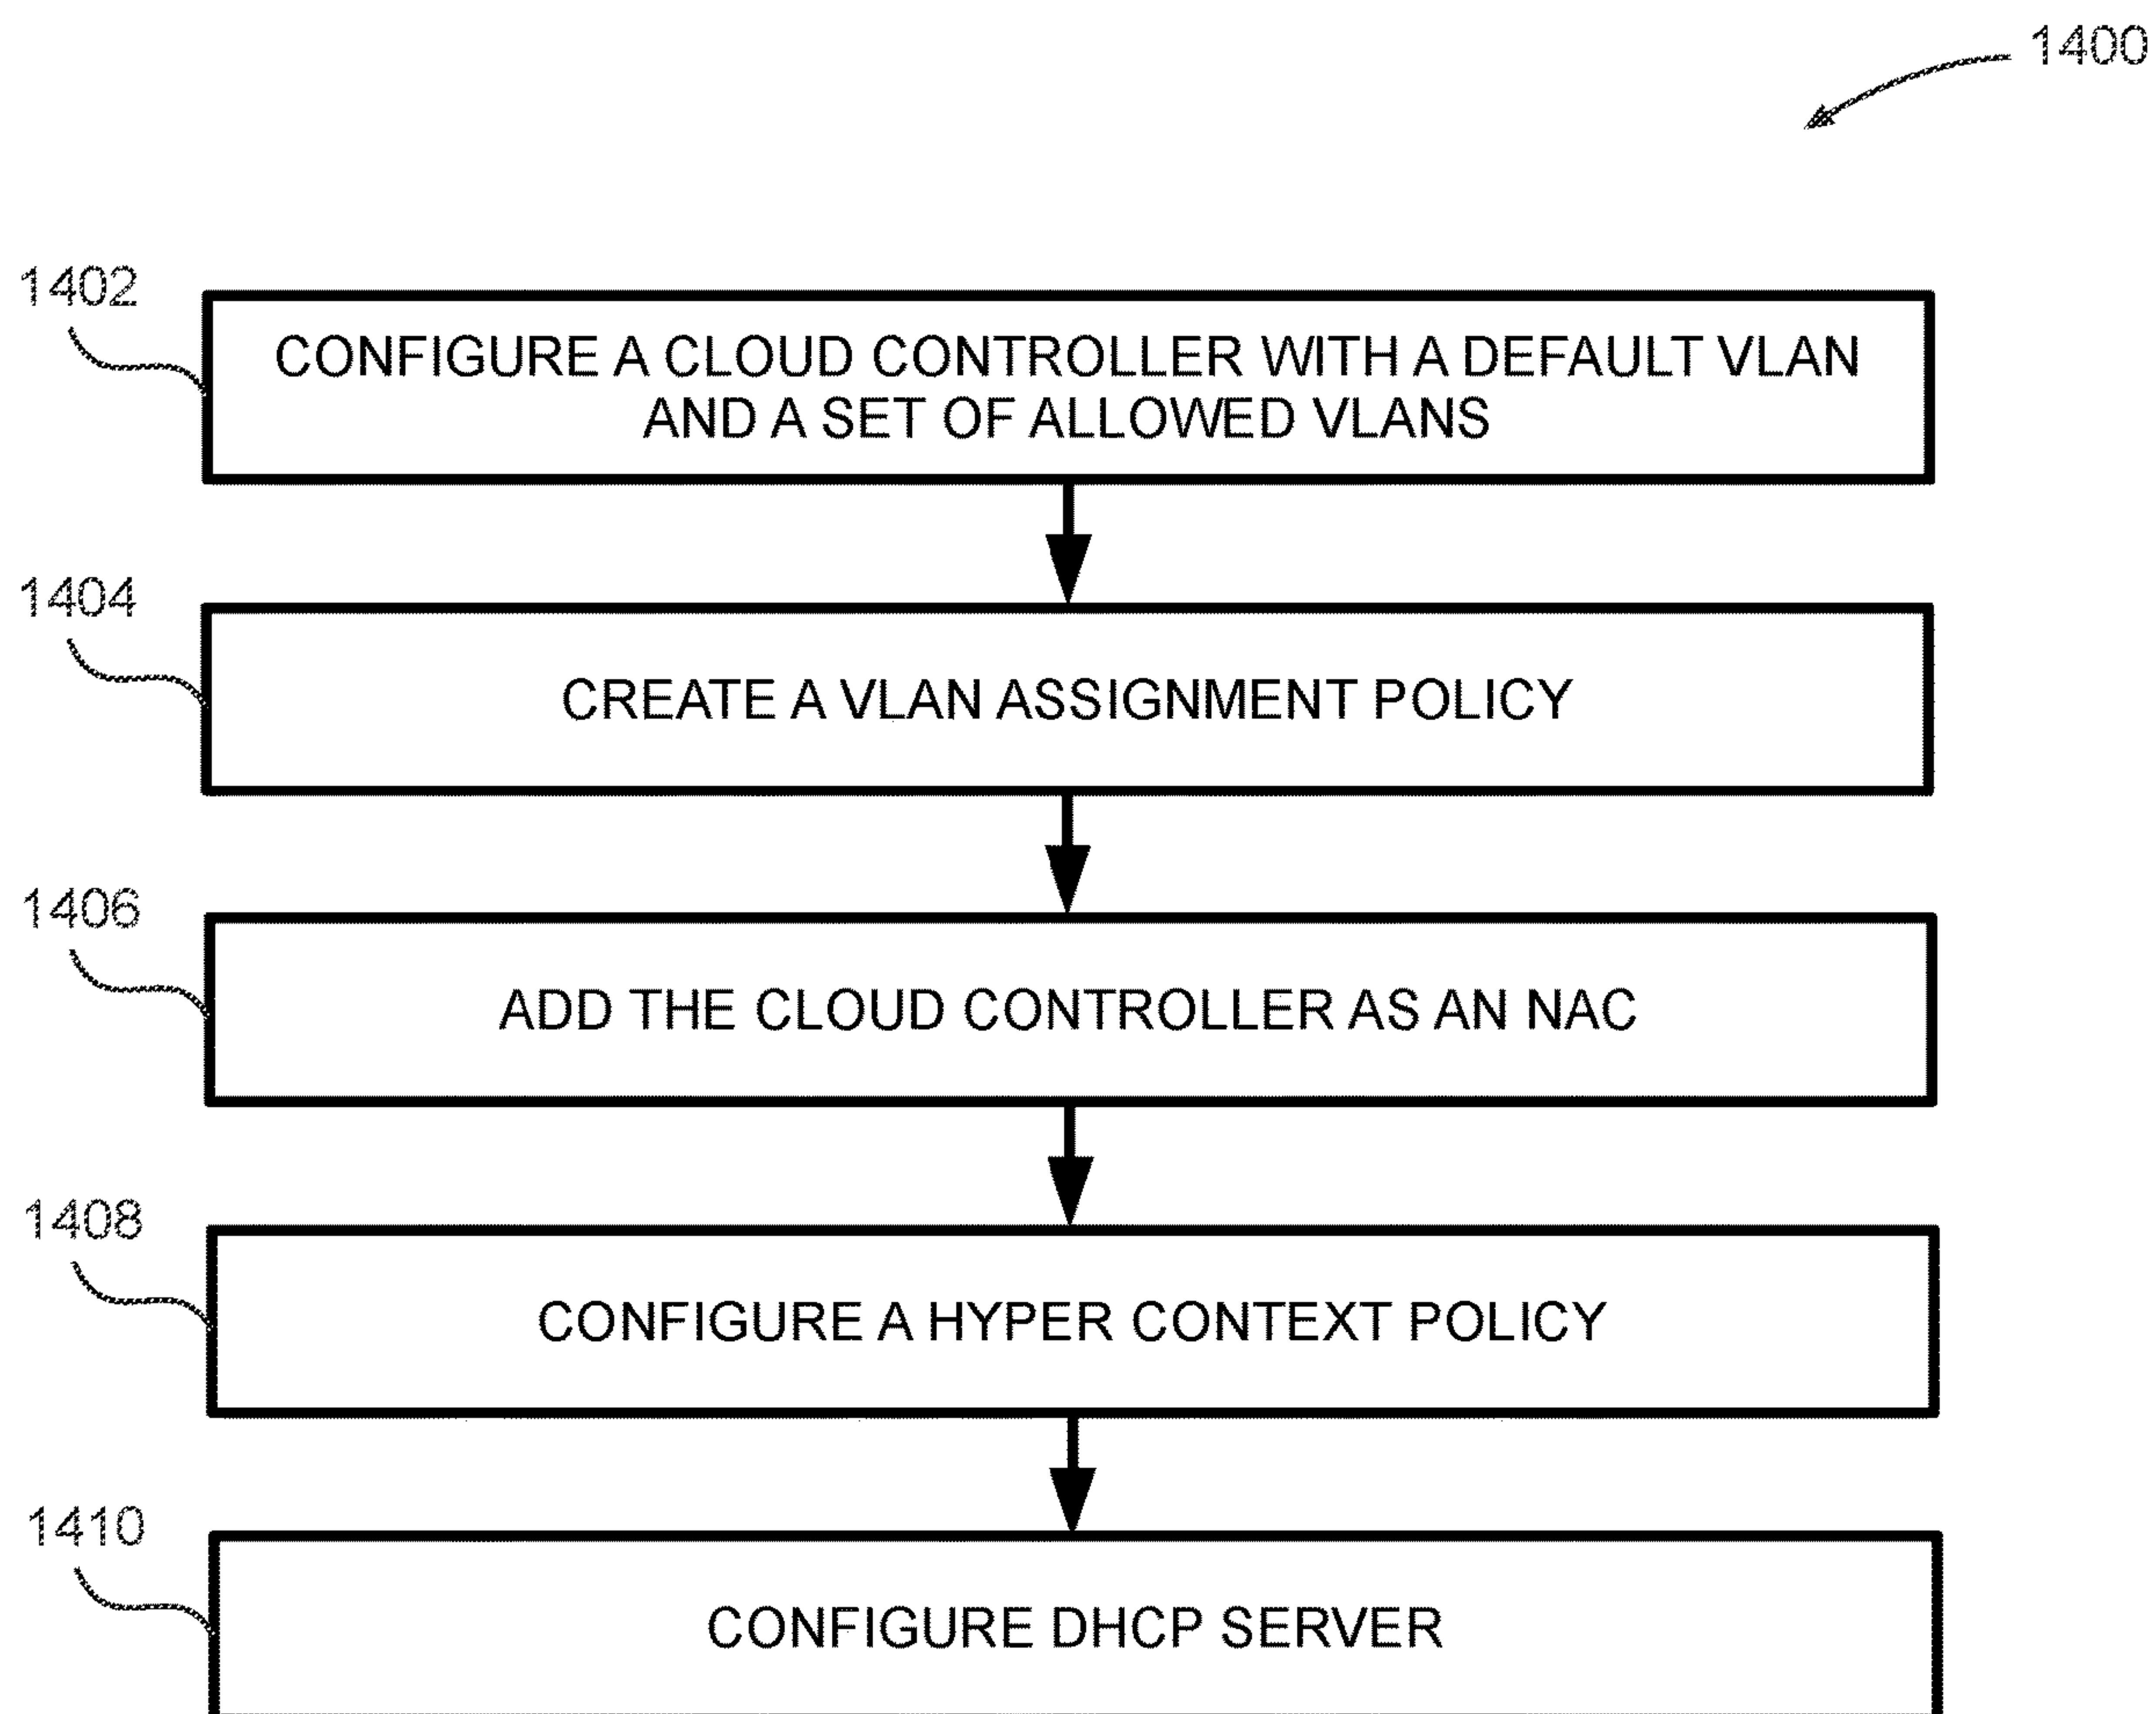 1400
1402
CONFIGURE A CLOUD CONTROLLER WITH A DEFAULT VLAN
AND A SET OF ALLOWED VLANS
1404
CREATE A VLAN ASSIGNMENT POLICY
1406
ADD THE CLOUD CONTROLLER AS AN NAC
1408
CONFIGURE A HYPER CONTEXT POLICY
1410
CONFIGURE DHCP SERVER